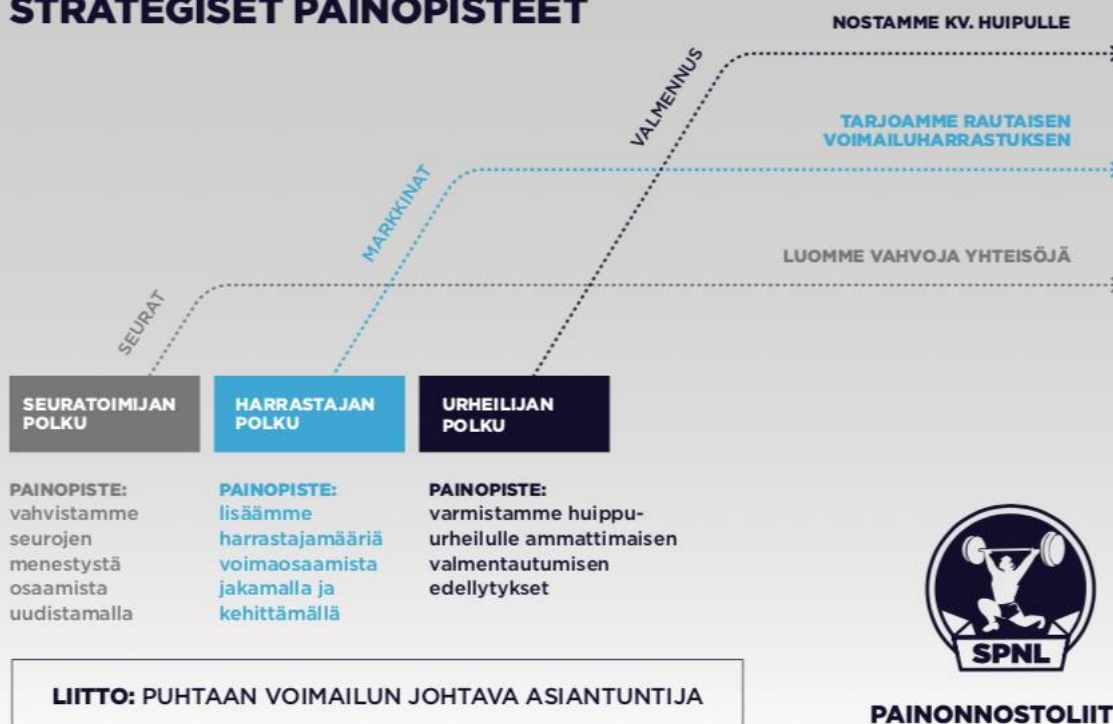 STRATEGISET PAINOPISTEET
NOSTAMME KV. HUIPULLE
VALMENNUS
TARJOAMME RAUTAISEN
VOIMAILUHARRASTUKSEN
MARKKINAT
LUOMME VAHVOJA YHTEISÖJÄ
SEURAT
SEURATOIMIJAN
POLKU
HARRASTAJAN
POLKU
URHEILIJAN
POLKU
PAINOPISTE:
vahvistamme
seurojen
menestystä
osaamista
uudistamalla
PAINOPISTE:
lisäämme
harrastajamääriä
voimaosaamista
jakamalla ja
kehittämällä
PAINOPISTE:
varmistamme huippu-
urheilulle ammattimaisen
valmentautumisen
edellytykset
SPNL
LIITTO: PUHTAAN VOIMAILUN JOHTAVA ASIANTUNTIJA
PAINONNOSTOLIIT